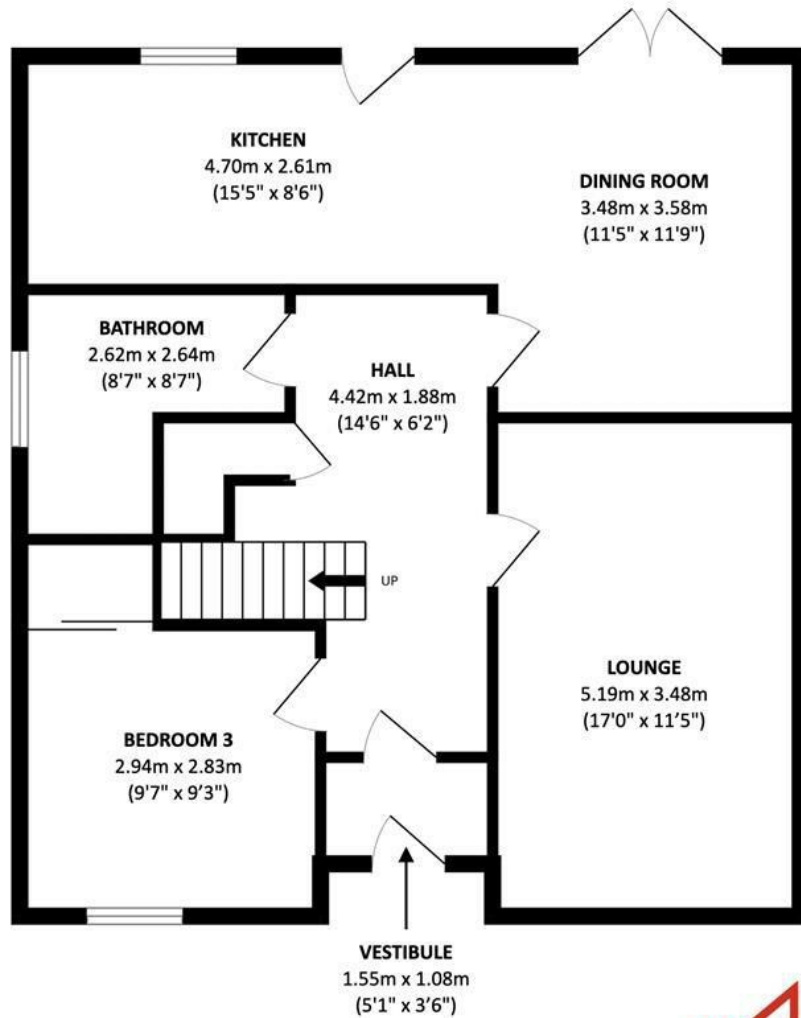 KITCHEN
4.70m x 2.61m
(15'5" x 8'6")
DINING ROOM
3.48m x 3.58m
(11'5" x 11'9")
BATHROOM
2.62m x 2.64m
(8'7" x 8'7")
HALL
4.42m x 1.88m
(14'6" x 6'2")
UP
LOUNGE
5.19m x 3.48m
(17'0" x 11’5")
BEDROOM 3
2.94m x 2.83m
(9'7" x 9’3")
VESTIBULE
1.55m x 1.08m
(5'1" x 3'6")